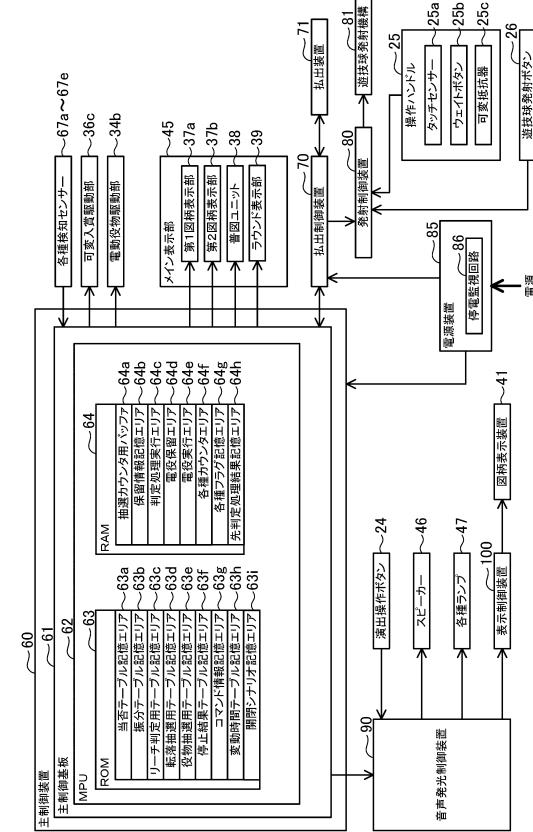 60
主制御装置
61
主制御基板
62
MPU
63
ROM
当否テーブル記憶エリア 63a
振分テーブル記憶エリア 63b
リーチ判定用テーブル記憶エリア 63c
転落抽選用テーブル記憶エリア 63d
役物抽選用テーブル記憶エリア 63e
停止結果テーブル記憶エリア 63f
コマンド情報記憶エリア 63g
変動時間テーブル記憶エリア 63h
開閉シナリオ記憶エリア 63i
64
RAM
抽選カウンタ用バッファ 64a
保留情報記憶エリア 64b
判定処理実行エリア 64c
電役保留エリア 64d
電役実行エリア 64e
各種カウンタエリア 64f
各種フラグ記憶エリア 64g
先判定処理結果記憶エリア 64h
各種検知センサー 67a～67e
可変入賞駆動部 36c
電動役物駆動部 34b
45
メイン表示部
第1図柄表示部 37a
第2図柄表示部 37b
普図ユニット 38
ラウンド表示部 39
払出制御装置 70
払出装置 71
発射制御装置 80
遊技球発射機構 81
25
操作ハンドル
タッチセンサー 25a
ウェイトボタン 25b
可変抵抗器 25c
遊技球発射ボタン 26
85
電源装置
86
停電監視回路
90
音声発光制御装置
演出操作ボタン 24
スピーカー 46
各種ランプ 47
表示制御装置 100
図柄表示装置 41